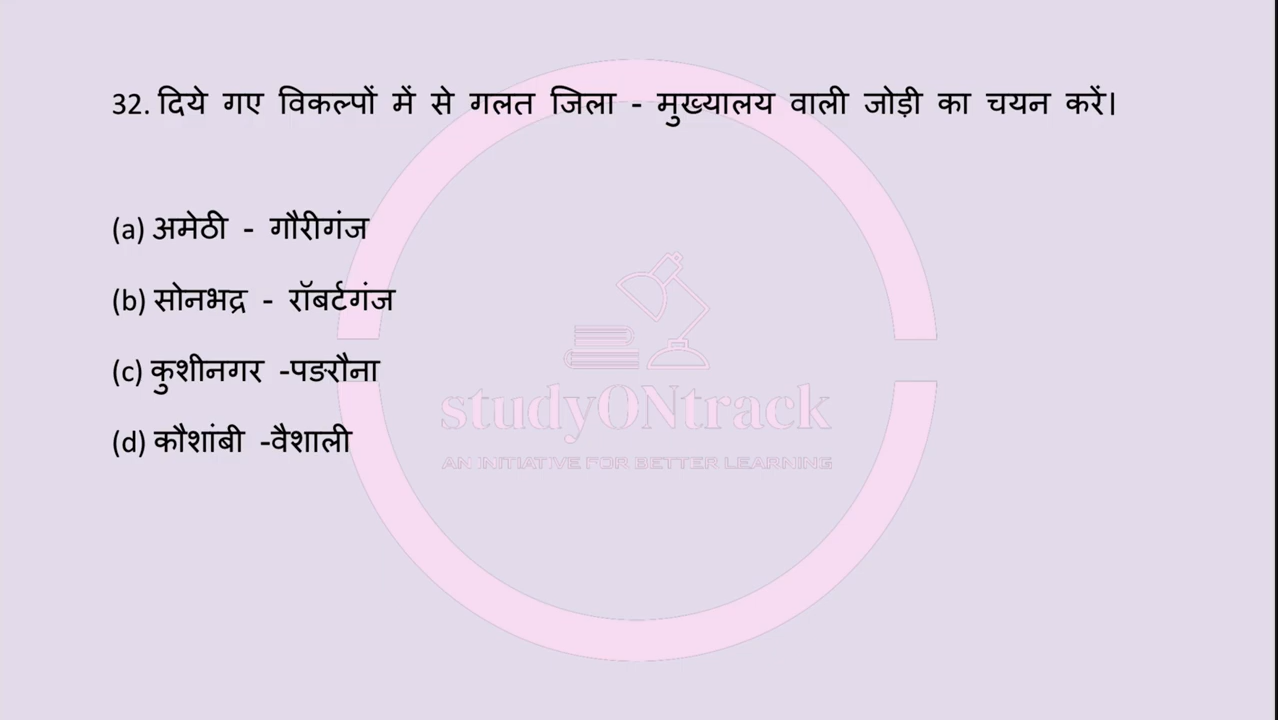 32. दिये गए विकल्पों में से गलत जिला - मुख्यालय वाली जोड़ी का चयन करें।
(a) अमेठी - गौरीगंज
(b) सोनभद्र - रॉबर्टगंज
(c) कुशीनगर -पडरौना
(d) कौशांबी -वैशाली
studyONtrack
AN INITIATIVE FOR BETTER LEARNING